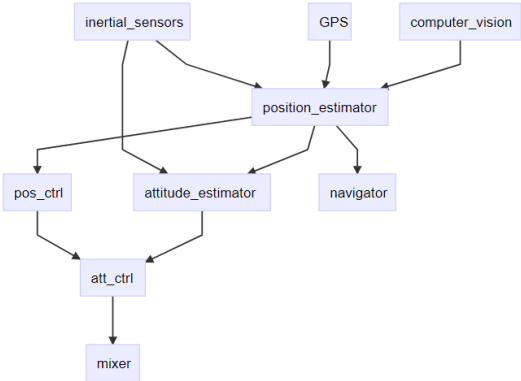 inertial_sensors
GPS
computer_vision
position_estimator
pos_ctrl
attitude_estimator
navigator
att_ctrl
mixer